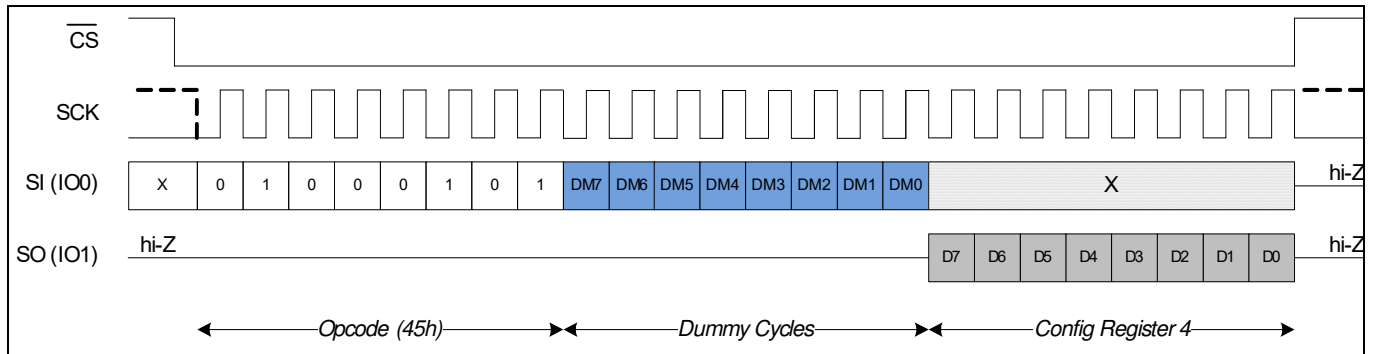 CS
SCK
SI (IO0) X 0 1 0 0 0 1 0 1 DM7 DM6 DM5 DM4 DM3 DM2 DM1 DM0 X hi-Z
SO (IO1) hi-Z D7 D6 D5 D4 D3 D2 D1 D0 hi-Z
Opcode (45h) Dummy Cycles Config Register 4